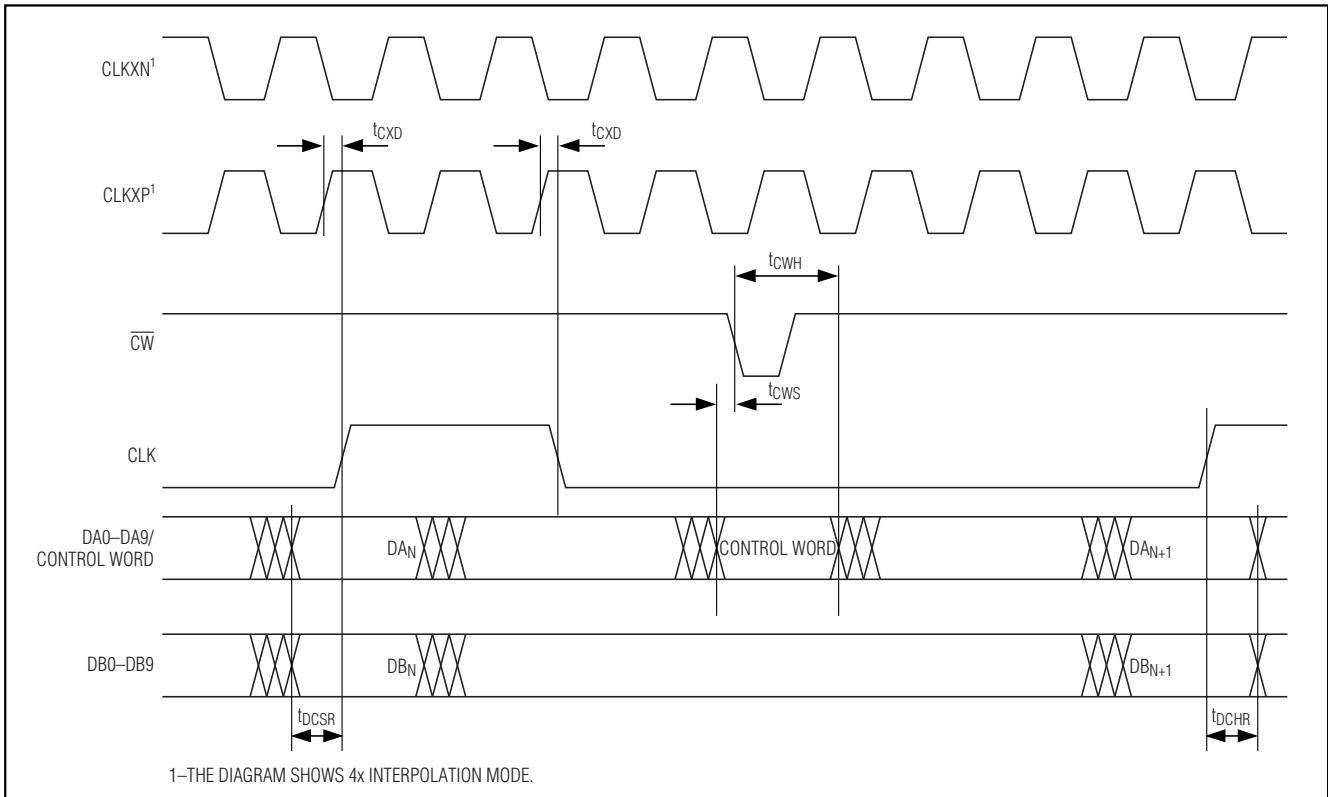 CLKXN¹
tCXD tCXD
CLKXP¹
tCWH
CW
tCWS
CLK
DA0–DA9/
CONTROL WORD
DAN CONTROL WORD DAN+1
DB0–DB9
DBN DBN+1
tDCSR tDCHR
1–THE DIAGRAM SHOWS 4x INTERPOLATION MODE.